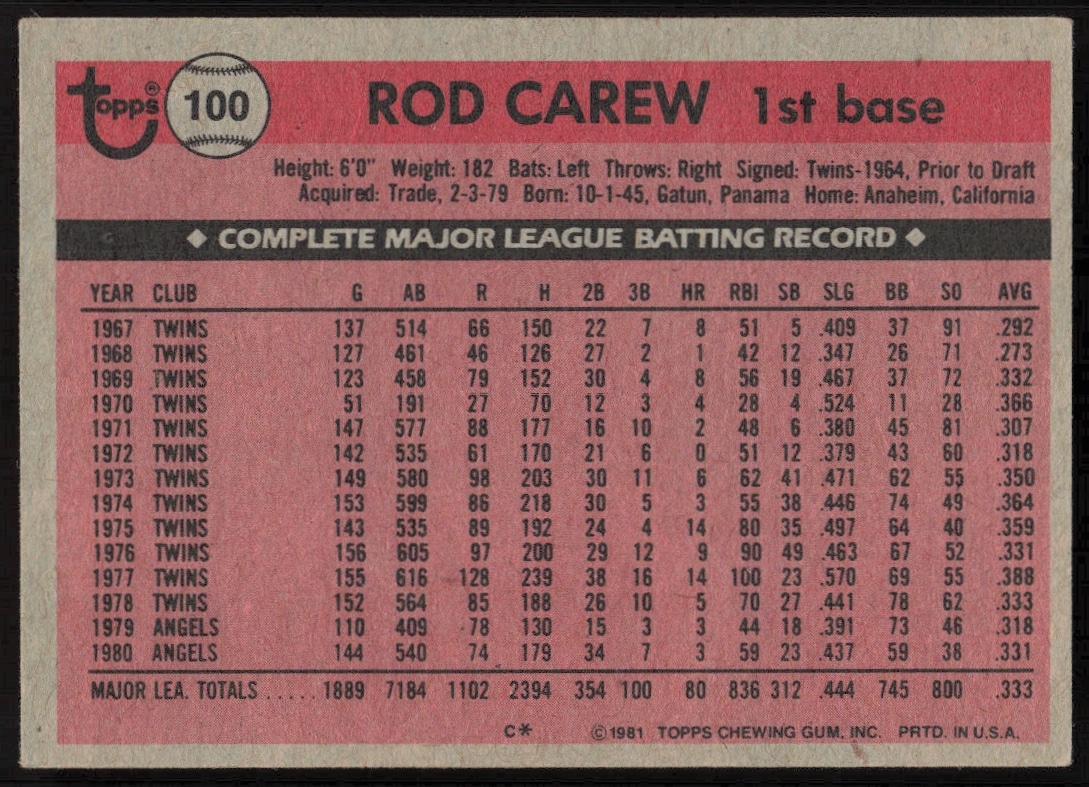 Topps® 100 ROD CAREW 1st base
Height: 6'0" Weight: 182 Bats: Left Throws: Right Signed: Twins-1964, Prior to Draft
Acquired: Trade, 2-3-79 Born: 10-1-45, Gatun, Panama Home: Anaheim, California
◆ COMPLETE MAJOR LEAGUE BATTING RECORD ◆
YEAR CLUB G AB R H 2B 3B HR RBI SB SLG BB SO AVG
1967 TWINS 137 514 66 150 22 7 8 51 5 .409 37 91 .292
1968 TWINS 127 461 46 126 27 2 1 42 12 .347 26 71 .273
1969 TWINS 123 458 79 152 30 4 8 56 19 .467 37 72 .332
1970 TWINS 51 191 27 70 12 3 4 28 4 .524 11 28 .366
1971 TWINS 147 577 88 177 16 10 2 48 6 .380 45 81 .307
1972 TWINS 142 535 61 170 21 6 0 51 12 .379 43 60 .318
1973 TWINS 149 580 98 203 30 11 6 62 41 .471 62 55 .350
1974 TWINS 153 599 86 218 30 5 3 55 38 .446 74 49 .364
1975 TWINS 143 535 89 192 24 4 14 80 35 .497 64 40 .359
1976 TWINS 156 605 97 200 29 12 9 90 49 .463 67 52 .331
1977 TWINS 155 616 128 239 38 16 14 100 23 .570 69 55 .388
1978 TWINS 152 564 85 188 26 10 5 70 27 .441 78 62 .333
1979 ANGELS 110 409 78 130 15 3 3 44 18 .391 73 46 .318
1980 ANGELS 144 540 74 179 34 7 3 59 23 .437 59 38 .331
MAJOR LEA. TOTALS ..... 1889 7184 1102 2394 354 100 80 836 312 .444 745 800 .333
C* ©1981 TOPPS CHEWING GUM, INC. PRTD. IN U.S.A.